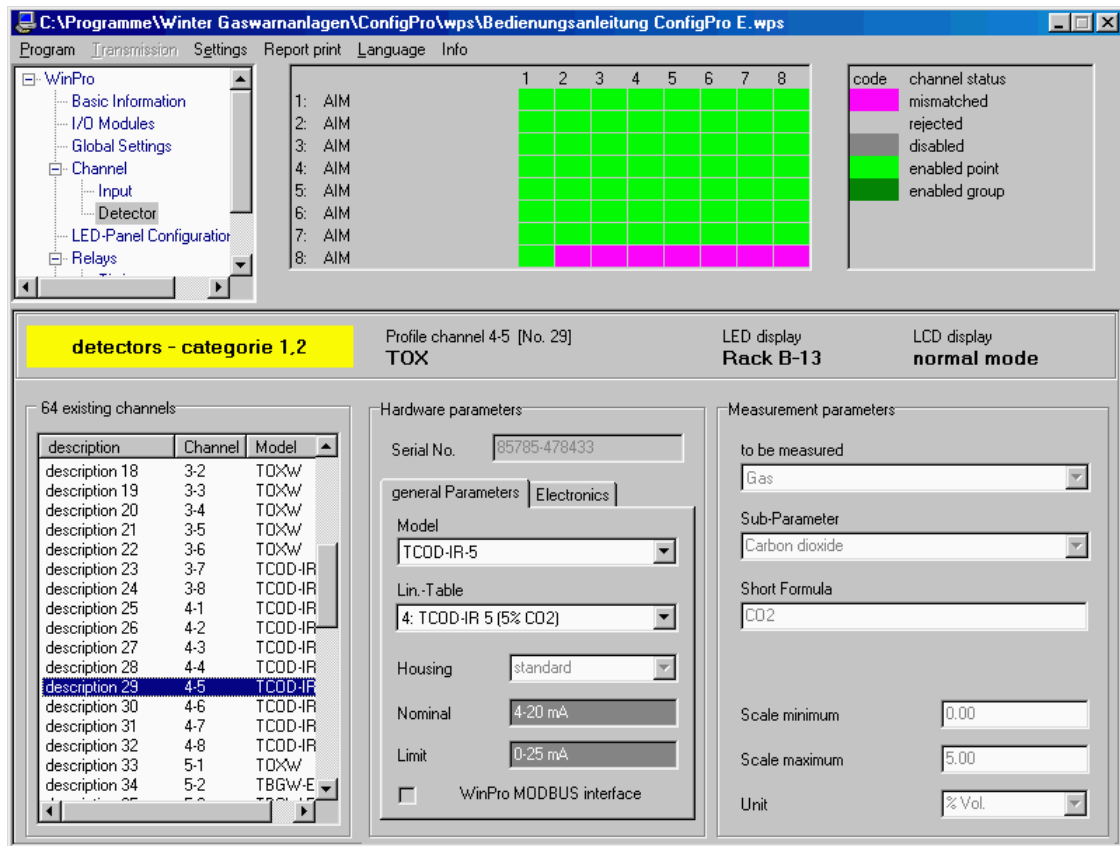 C:\Programme\Winter Gaswarnanlagen\ConfigPro\wps\Bedienungsanleitung ConfigPro E.wps
Program Transmission Settings Report print Language Info
WinPro
Basic Information
I/O Modules
Global Settings
Channel
Input
Detector
LED-Panel Configuration
Relays
1 2 3 4 5 6 7 8
1: AIM
2: AIM
3: AIM
4: AIM
5: AIM
6: AIM
7: AIM
8: AIM
code channel status
mismatched
rejected
disabled
enabled point
enabled group
detectors - categorie 1,2
Profile channel 4-5 [No. 29]
TOX
LED display
Rack B-13
LCD display
normal mode
64 existing channels
description Channel Model
description 18 3-2 TOXW
description 19 3-3 TOXW
description 20 3-4 TOXW
description 21 3-5 TOXW
description 22 3-6 TOXW
description 23 3-7 TCOD-IR
description 24 3-8 TCOD-IR
description 25 4-1 TCOD-IR
description 26 4-2 TCOD-IR
description 27 4-3 TCOD-IR
description 28 4-4 TCOD-IR
description 29 4-5 TCOD-IR
description 30 4-6 TCOD-IR
description 31 4-7 TCOD-IR
description 32 4-8 TCOD-IR
description 33 5-1 TOXW
description 34 5-2 TBGW-E
Hardware parameters
Serial No. 85785-478433
general Parameters Electronics
Model
TCOD-IR-5
Lin.-Table
4: TCOD-IR 5 (5% CO2)
Housing standard
Nominal 4-20 mA
Limit 0-25 mA
WinPro MODBUS interface
Measurement parameters
to be measured
Gas
Sub-Parameter
Carbon dioxide
Short Formula
CO2
Scale minimum 0.00
Scale maximum 5.00
Unit % Vol.